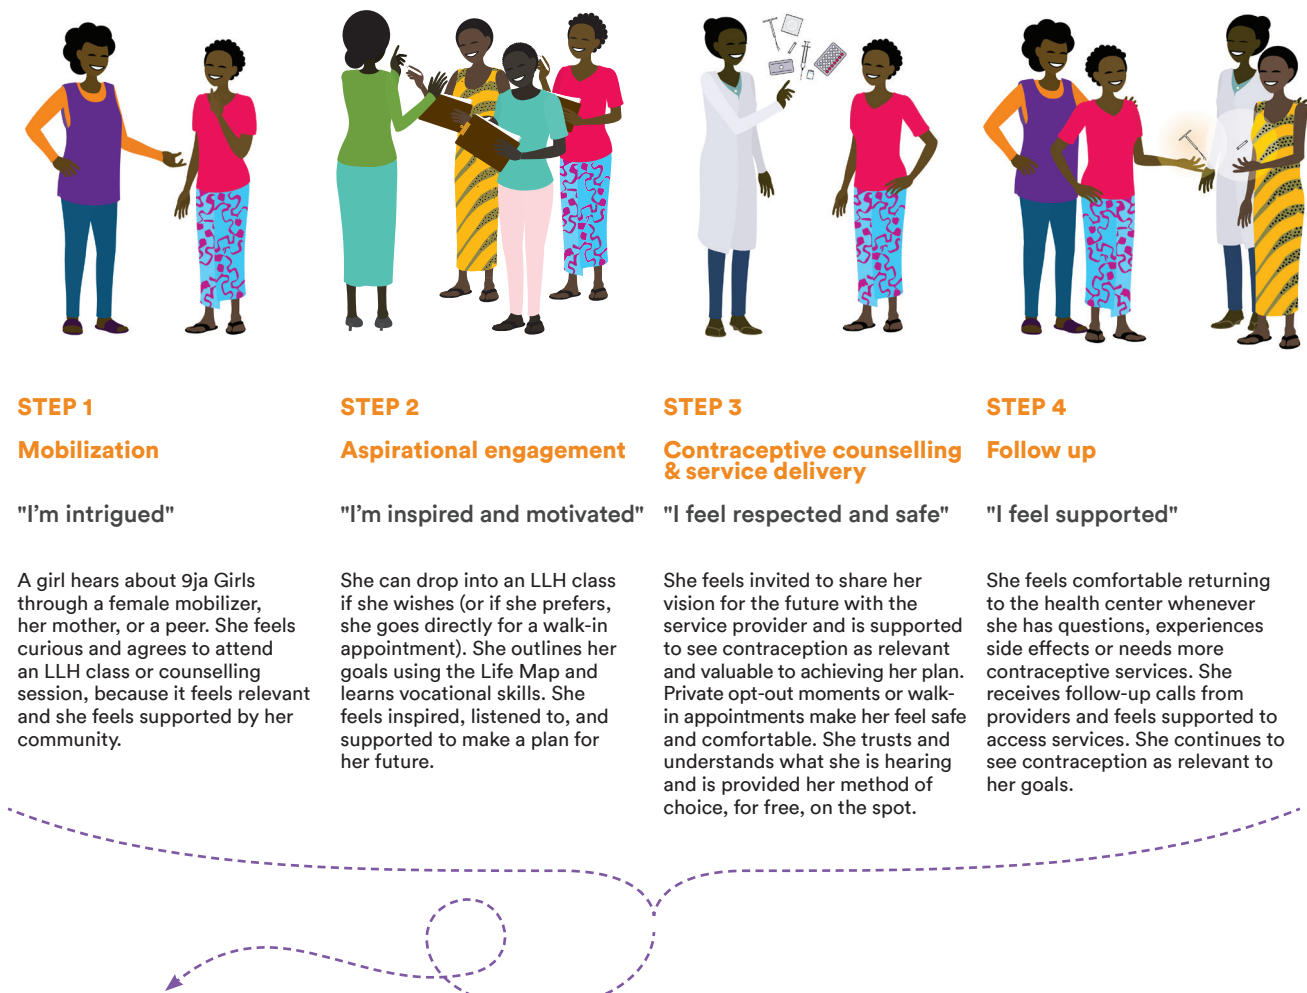 STEP 1
Mobilization
"I'm intrigued"
A girl hears about 9ja Girls
through a female mobilizer,
her mother, or a peer. She feels
curious and agrees to attend
an LLH class or counselling
session, because it feels relevant
and she feels supported by her
community.
STEP 2
Aspirational engagement
"I'm inspired and motivated"
She can drop into an LLH class
if she wishes (or if she prefers,
she goes directly for a walk-in
appointment). She outlines her
goals using the Life Map and
learns vocational skills. She
feels inspired, listened to, and
supported to make a plan for
her future.
STEP 3
Contraceptive counselling
& service delivery
"I feel respected and safe"
She feels invited to share her
vision for the future with the
service provider and is supported
to see contraception as relevant
and valuable to achieving her plan.
Private opt-out moments or walk-
in appointments make her feel safe
and comfortable. She trusts and
understands what she is hearing
and is provided her method of
choice, for free, on the spot.
STEP 4
Follow up
"I feel supported"
She feels comfortable returning
to the health center whenever
she has questions, experiences
side effects or needs more
contraceptive services. She
receives follow-up calls from
providers and feels supported to
access services. She continues to
see contraception as relevant to
her goals.